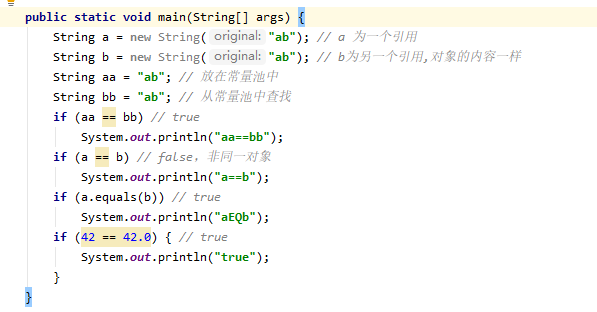 public static void main(String[] args) {
    String a = new String( original: "ab"); // a 为一个引用
    String b = new String( original: "ab"); // b为另一个引用,对象的内容一样
    String aa = "ab"; // 放在常量池中
    String bb = "ab"; // 从常量池中查找
    if (aa == bb) // true
        System.out.println("aa==bb");
    if (a == b) // false，非同一对象
        System.out.println("a==b");
    if (a.equals(b)) // true
        System.out.println("aEQb");
    if (42 == 42.0) { // true
        System.out.println("true");
    }
}